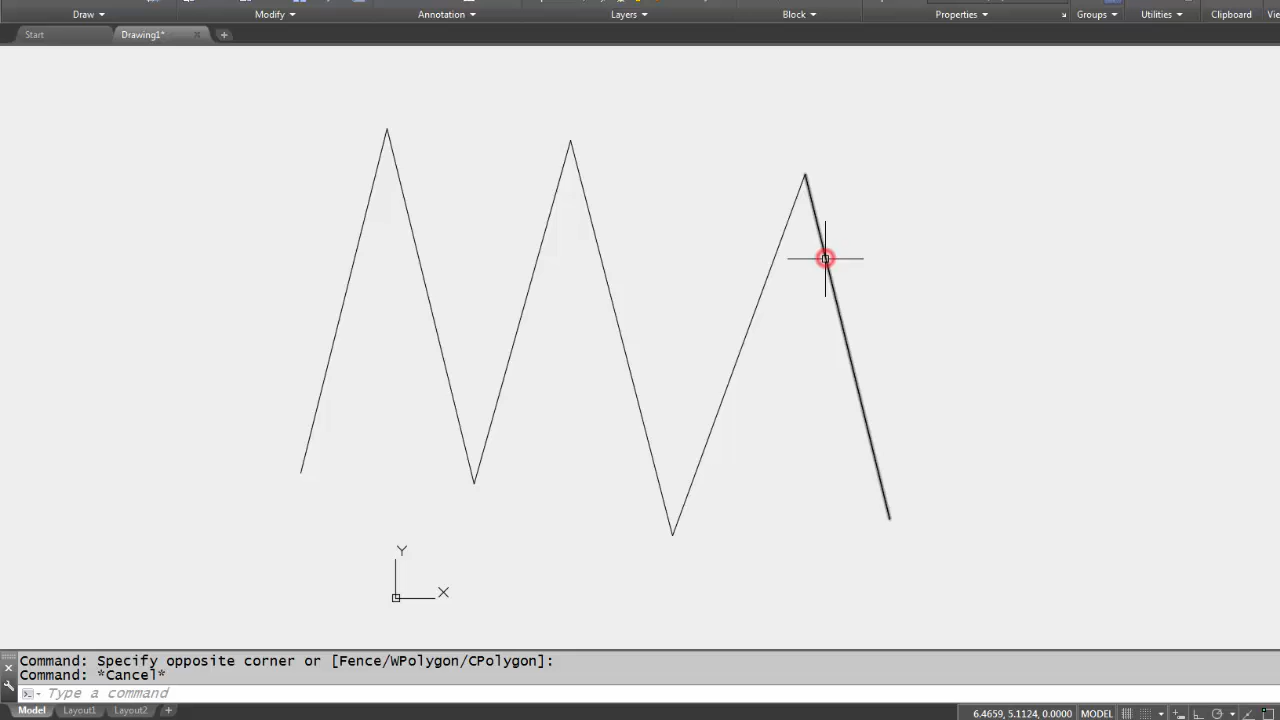 Draw Modify Annotation Layers Block Properties Groups Utilities Clipboard
Start Drawing1*
Y
X
Command: Specify opposite corner or [Fence/WPolygon/CPolygon]:
Command: *Cancel*
Type a command
Model Layout1 Layout2
6.4659, 5.1124, 0.0000 MODEL